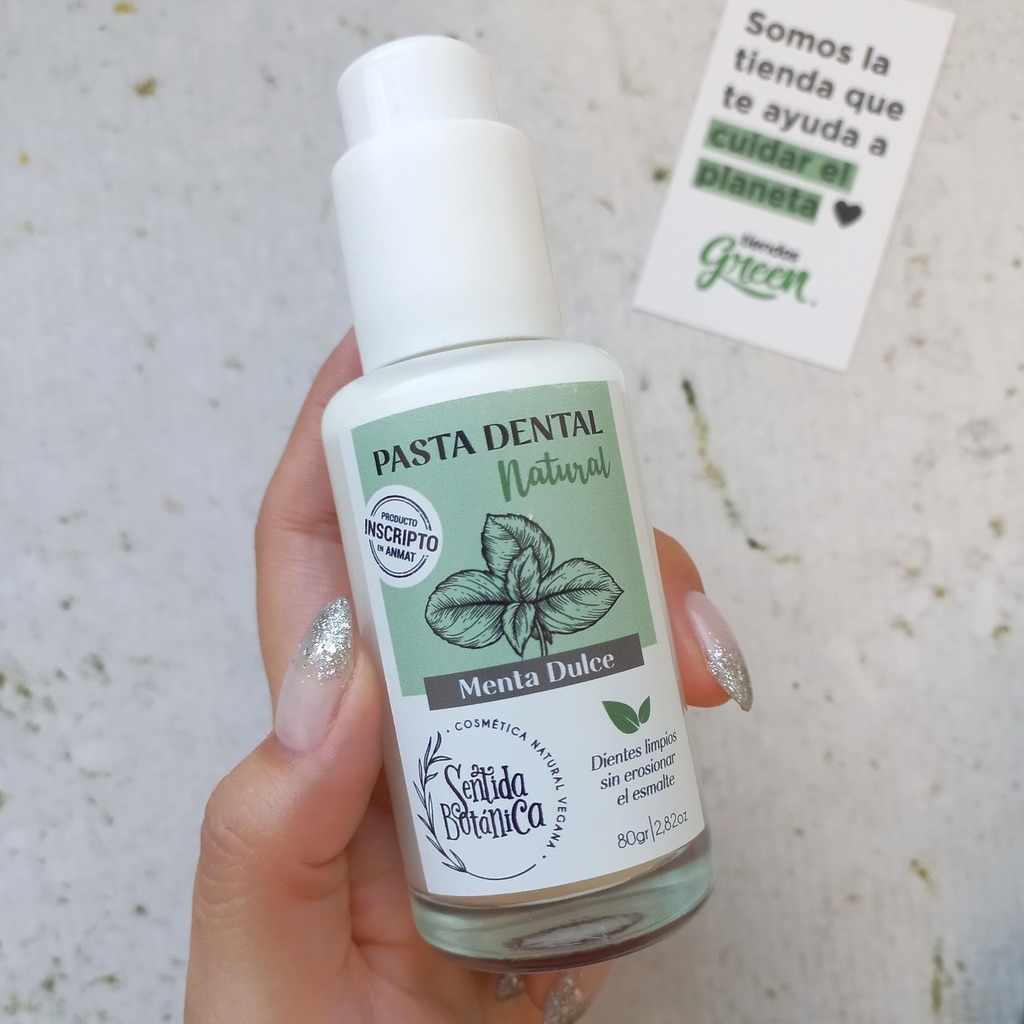 Somos la
tienda que
te ayuda a
cuidar el
planeta
tiendas
Green
PASTA DENTAL
Natural
PRODUCTO
INSCRIPTO
EN ANMAT
Menta Dulce
COSMÉTICA NATURAL VEGANA
Sentida
Botánica
Dientes limpios
sin erosionar
el esmalte
80gr|2,82oz